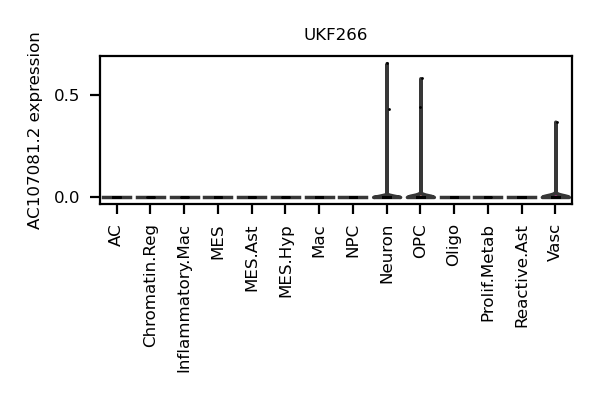 UKF266
AC107081.2 expression
0.5
0.0
AC
Chromatin.Reg
Inflammatory.Mac
MES
MES.Ast
MES.Hyp
Mac
NPC
Neuron
OPC
Oligo
Prolif.Metab
Reactive.Ast
Vasc